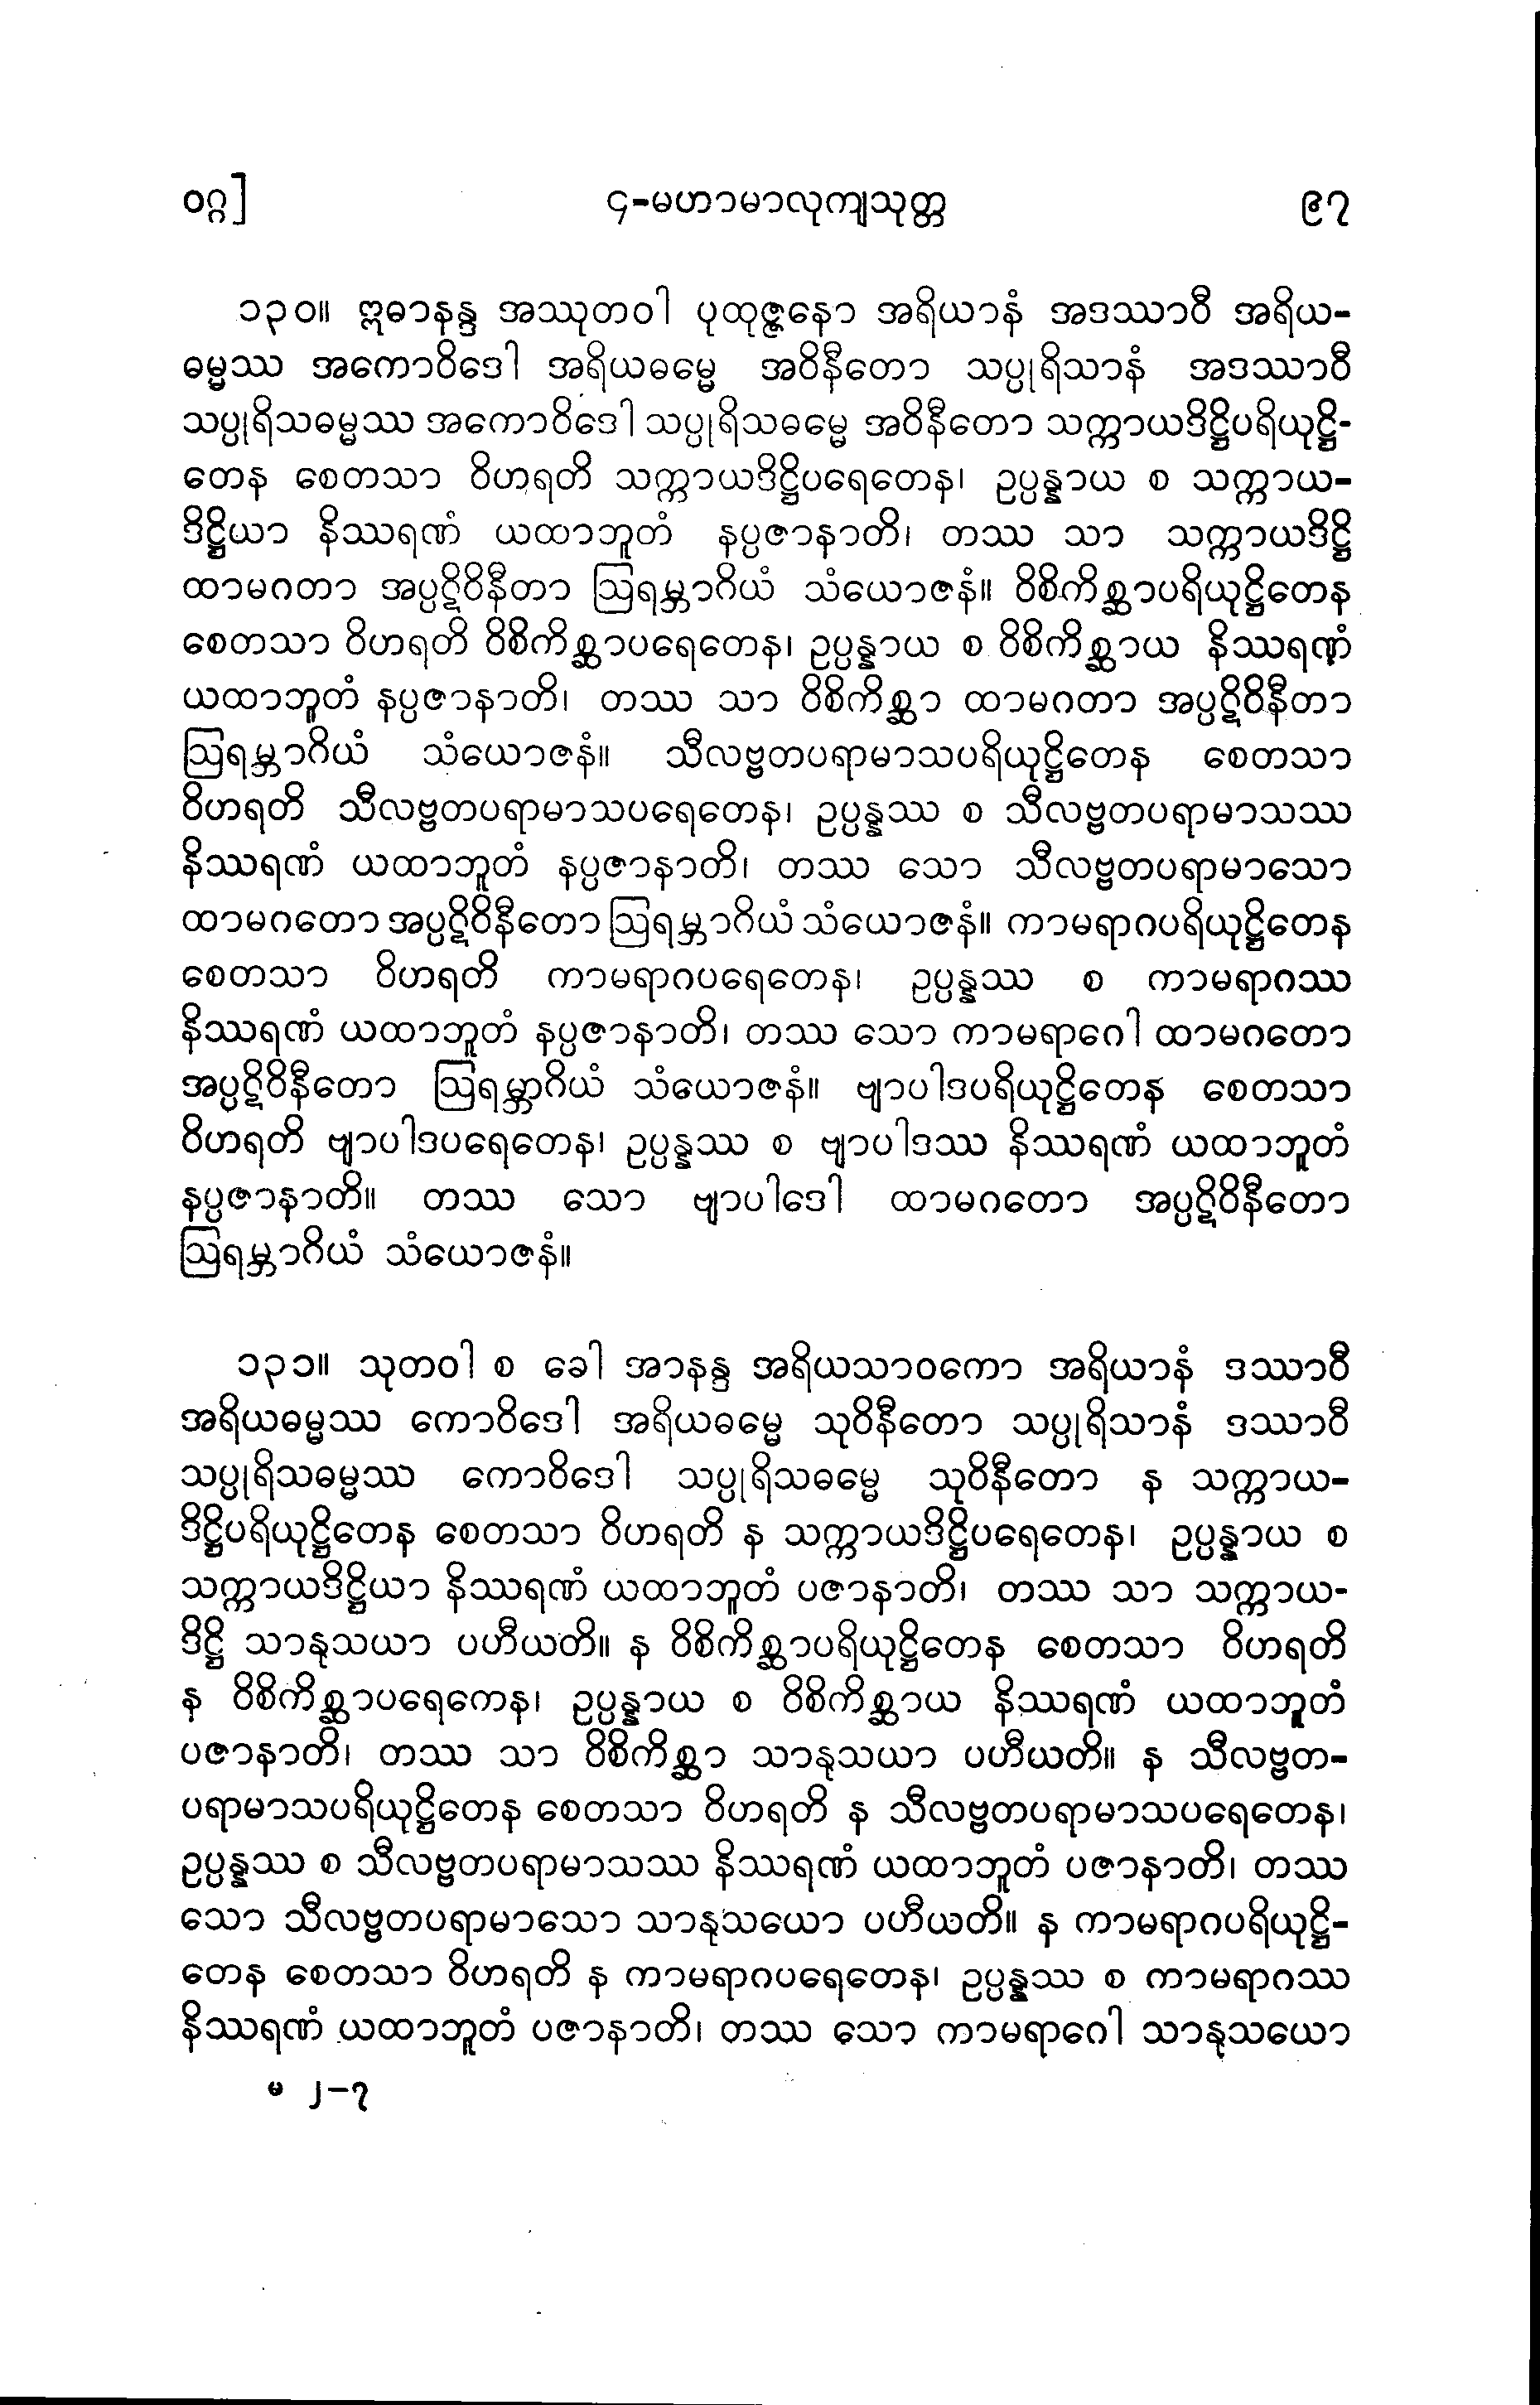 ဝဂ္ဂ] ၄-မဟာမာလုကျသုတ္တ ၉၇
၁၃၀။ ဣဓာနန္ဒ အဿုတဝါ ပုထုဇ္ဇနော အရိယာနံ အဒဿာဝီ အရိယ-
ဓမ္မဿ အကောဝိဒေါ အရိယဓမ္မေ အဝိနီတော သပ္ပုရိသာနံ အဒဿာဝီ
သပ္ပုရိသဓမ္မဿ အကောဝိဒေါ သပ္ပုရိသဓမ္မေ အဝိနီတော သက္ကာယဒိဋ္ဌိပရိယုဋ္ဌိ-
တေန စေတသာ ဝိဟရတိ သက္ကာယဒိဋ္ဌိပရေတေန၊ ဥပ္ပန္နာယ စ သက္ကာယ-
ဒိဋ္ဌိယာ နိဿရဏံ ယထာဘူတံ နပ္ပဇာနာတိ၊ တဿ သာ သက္ကာယဒိဋ္ဌိ
ထာမဂတာ အပ္ပဋိဝိနီတာ ဩရမ္ဘာဂိယံ သံယောဇနံ။ ဝိစိကိစ္ဆာပရိယုဋ္ဌိတေန
စေတသာ ဝိဟရတိ ဝိစိကိစ္ဆာပရေတေန၊ ဥပ္ပန္နာယ စ ဝိစိကိစ္ဆာယ နိဿရဏံ
ယထာဘူတံ နပ္ပဇာနာတိ၊ တဿ သာ ဝိစိကိစ္ဆာ ထာမဂတာ အပ္ပဋိဝိနီတာ
ဩရမ္ဘာဂိယံ သံယောဇနံ။ သီလဗ္ဗတပရာမာသပရိယုဋ္ဌိတေန စေတသာ
ဝိဟရတိ သီလဗ္ဗတပရာမာသပရေတေန၊ ဥပ္ပန္နဿ စ သီလဗ္ဗတပရာမာသဿ
နိဿရဏံ ယထာဘူတံ နပ္ပဇာနာတိ၊ တဿ သော သီလဗ္ဗတပရာမာသော
ထာမဂတော အပ္ပဋိဝိနီတော ဩရမ္ဘာဂိယံ သံယောဇနံ။ ကာမရာဂပရိယုဋ္ဌိတေန
စေတသာ ဝိဟရတိ ကာမရာဂပရေတေန၊ ဥပ္ပန္နဿ စ ကာမရာဂဿ
နိဿရဏံ ယထာဘူတံ နပ္ပဇာနာတိ၊ တဿ သော ကာမရာဂေါ ထာမဂတော
အပ္ပဋိဝိနီတော ဩရမ္ဘာဂိယံ သံယောဇနံ။ ဗျာပါဒပရိယုဋ္ဌိတေန စေတသာ
ဝိဟရတိ ဗျာပါဒပရေတေန၊ ဥပ္ပန္နဿ စ ဗျာပါဒဿ နိဿရဏံ ယထာဘူတံ
နပ္ပဇာနာတိ။ တဿ သော ဗျာပါဒေါ ထာမဂတော အပ္ပဋိဝိနီတော
ဩရမ္ဘာဂိယံ သံယောဇနံ။
၁၃၁။ သုတဝါ စ ခေါ အာနန္ဒ အရိယသာဝကော အရိယာနံ ဒဿာဝီ
အရိယဓမ္မဿ ကောဝိဒေါ အရိယဓမ္မေ သုဝိနီတော သပ္ပုရိသာနံ ဒဿာဝီ
သပ္ပုရိသဓမ္မဿ ကောဝိဒေါ သပ္ပုရိသဓမ္မေ သုဝိနီတော န သက္ကာယ-
ဒိဋ္ဌိပရိယုဋ္ဌိတေန စေတသာ ဝိဟရတိ န သက္ကာယဒိဋ္ဌိပရေတေန၊ ဥပ္ပန္နာယ စ
သက္ကာယဒိဋ္ဌိယာ နိဿရဏံ ယထာဘူတံ ပဇာနာတိ၊ တဿ သာ သက္ကာယ-
ဒိဋ္ဌိ သာနုသယာ ပဟီယတိ။ န ဝိစိကိစ္ဆာပရိယုဋ္ဌိတေန စေတသာ ဝိဟရတိ
န ဝိစိကိစ္ဆာပရေကေန၊ ဥပ္ပန္နာယ စ ဝိစိကိစ္ဆာယ နိဿရဏံ ယထာဘူတံ
ပဇာနာတိ၊ တဿ သာ ဝိစိကိစ္ဆာ သာနုသယာ ပဟီယတိ။ န သီလဗ္ဗတ-
ပရာမာသပရိယုဋ္ဌိတေန စေတသာ ဝိဟရတိ န သီလဗ္ဗတပရာမာသပရေတေန၊
ဥပ္ပန္နဿ စ သီလဗ္ဗတပရာမာသဿ နိဿရဏံ ယထာဘူတံ ပဇာနာတိ၊ တဿ
သော သီလဗ္ဗတပရာမာသော သာနုသယော ပဟီယတိ။ န ကာမရာဂပရိယုဋ္ဌိ-
တေန စေတသာ ဝိဟရတိ န ကာမရာဂပရေတေန၊ ဥပ္ပန္နဿ စ ကာမရာဂဿ
နိဿရဏံ ယထာဘူတံ ပဇာနာတိ၊ တဿ သော ကာမရာဂေါ သာနုသယော
မ ၂-၇